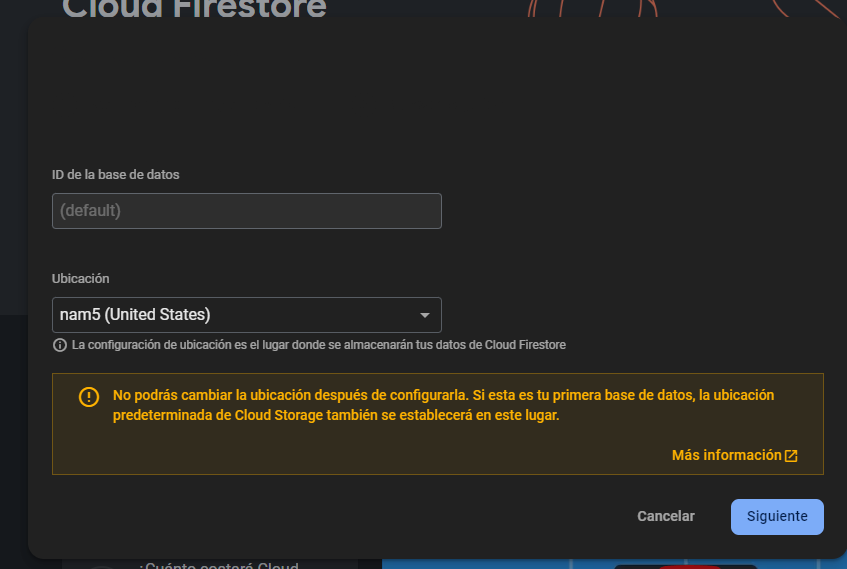 Cloud Firestore
ID de la base de datos
(default)
Ubicación
nam5 (United States)
La configuración de ubicación es el lugar donde se almacenarán tus datos de Cloud Firestore
No podrás cambiar la ubicación después de configurarla. Si esta es tu primera base de datos, la ubicación
predeterminada de Cloud Storage también se establecerá en este lugar.
Más información
Cancelar
Siguiente
¿Cuánto costará Cloud